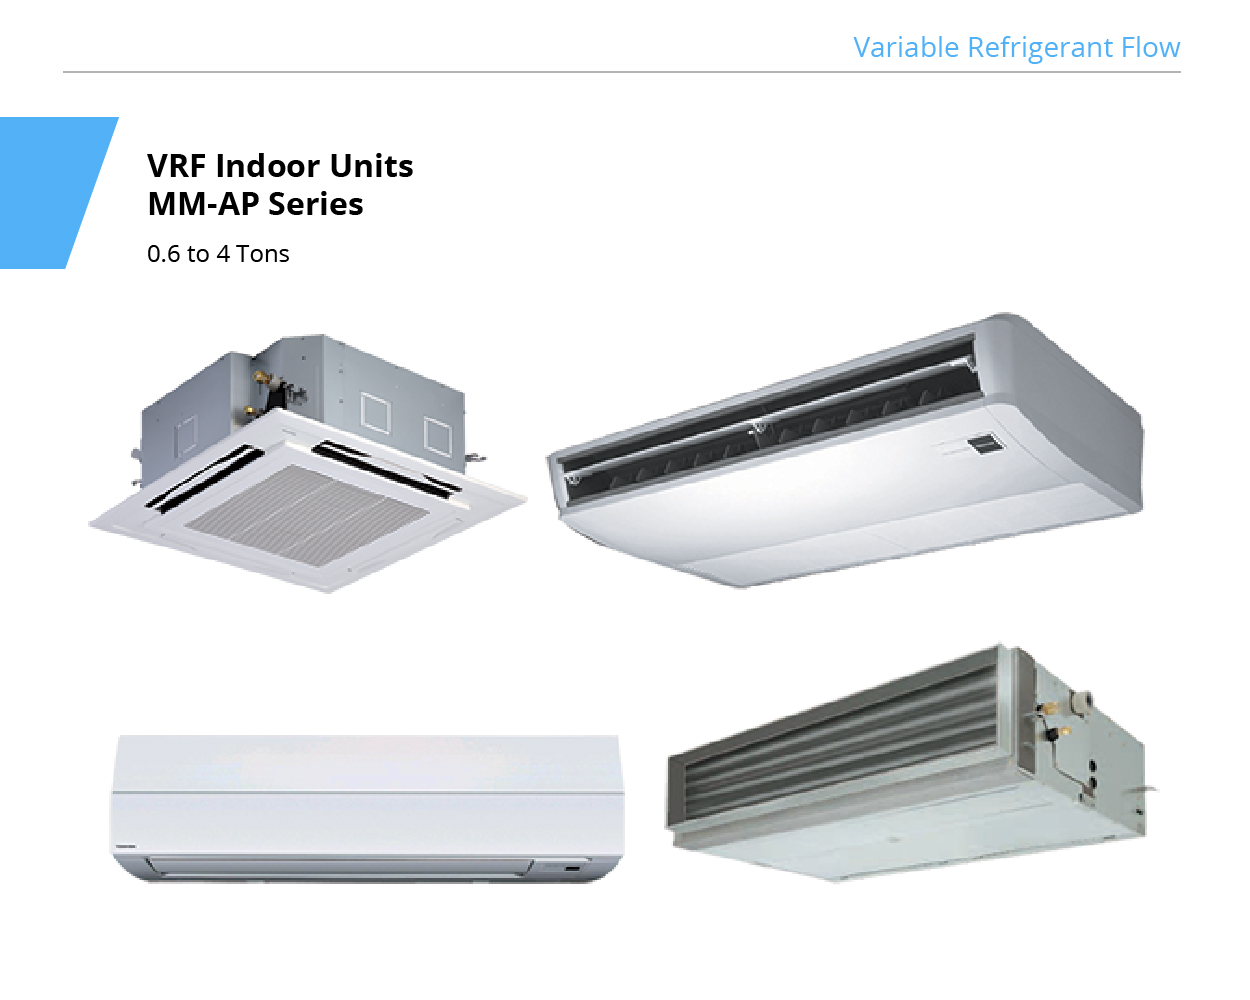 Variable Refrigerant Flow
VRF Indoor Units
MM-AP Series
0.6 to 4 Tons